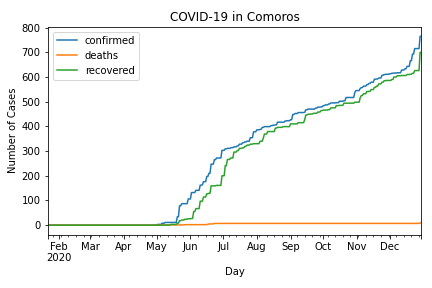 COVID-19 in Comoros
confirmed
deaths
recovered
Number of Cases
800
700
600
500
400
300
200
100
0
Feb Mar Apr May Jun Jul Aug Sep Oct Nov Dec
2020
Day